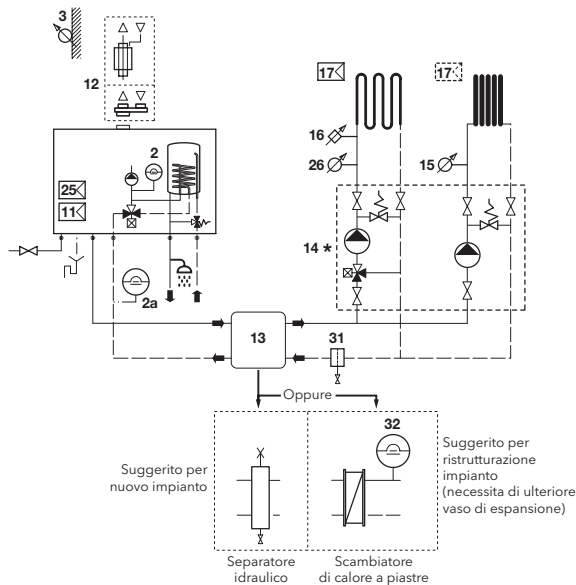 3
12
17
17
16
26
15
2
25
11
14 *
2a
13
31
Oppure
32
Suggerito per
nuovo impianto
Suggerito per
ristrutturazione
impianto
(necessita di ulteriore
vaso di espansione)
Separatore
idraulico
Scambiatore
di calore a piastre